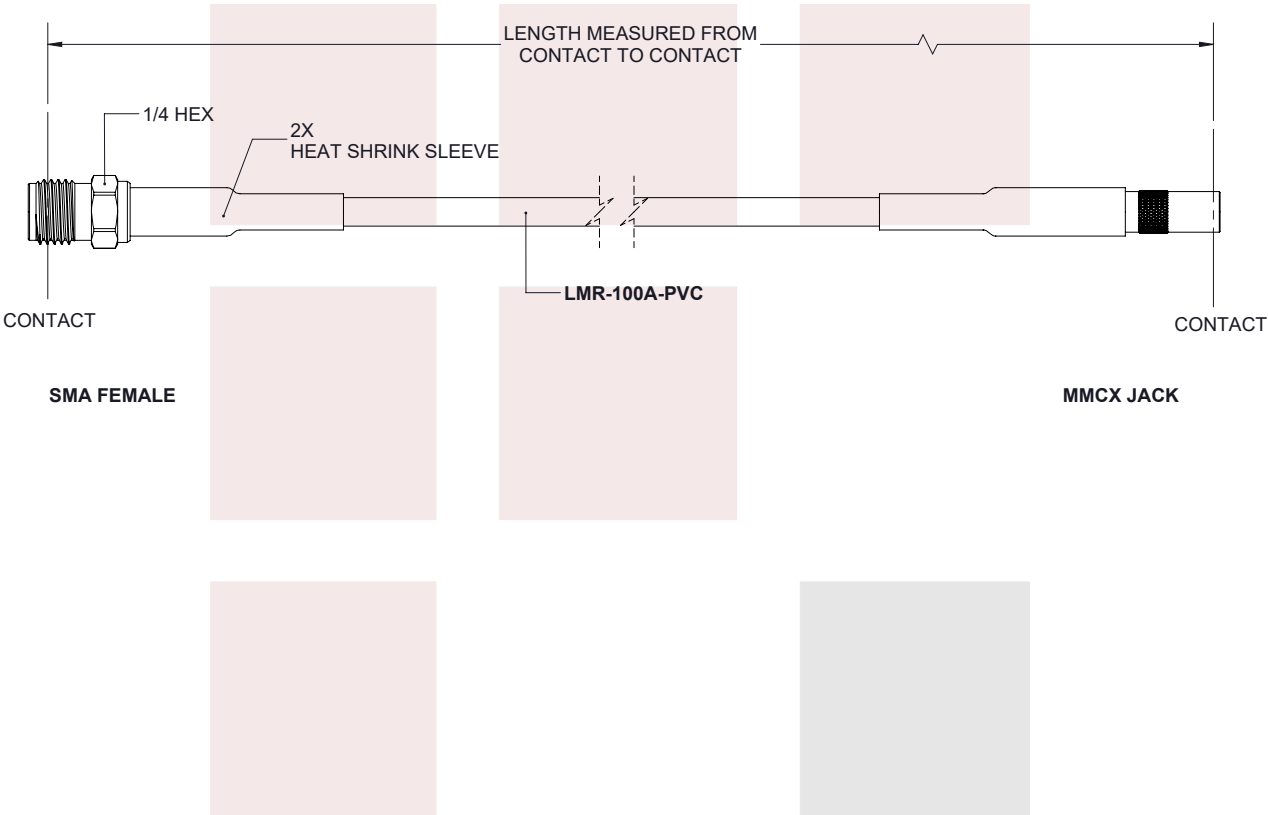 LENGTH MEASURED FROM
CONTACT TO CONTACT
1/4 HEX
2X
HEAT SHRINK SLEEVE
LMR-100A-PVC
CONTACT
CONTACT
SMA FEMALE
MMCX JACK